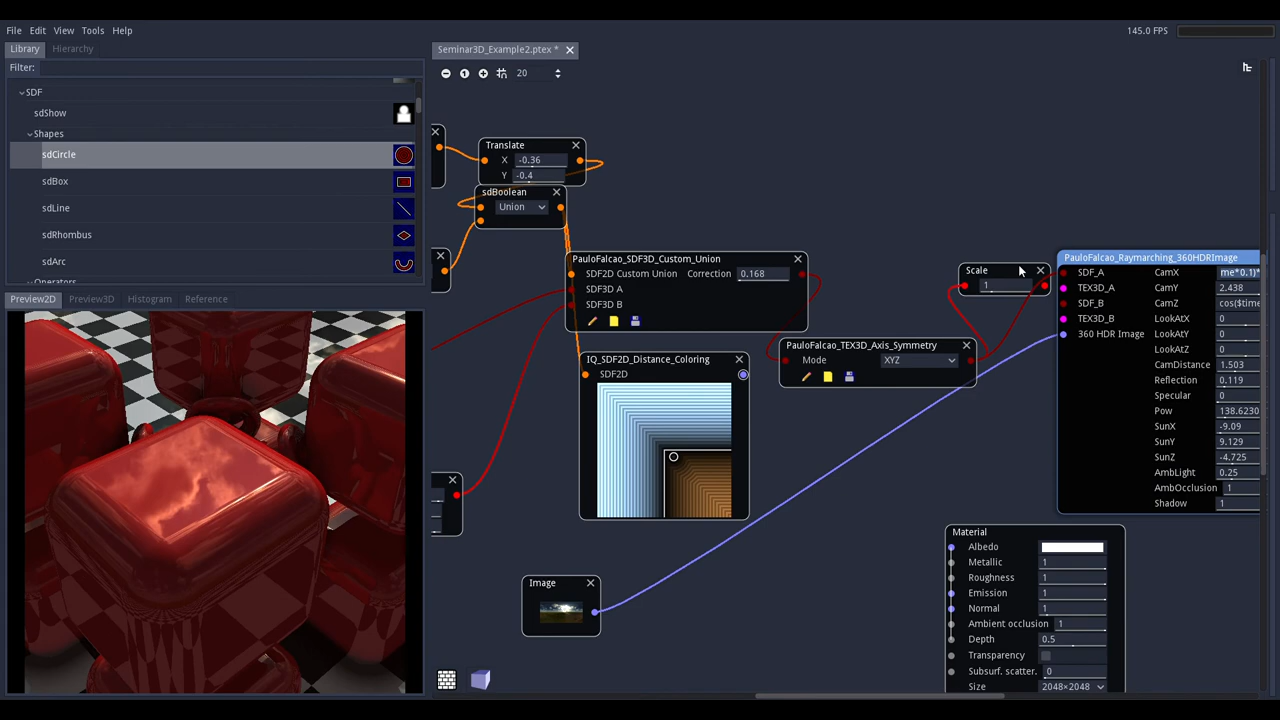 File Edit View Tools Help
145.0 FPS
Library Hierarchy
Filter:
SDF
sdShow
Shapes
sdCircle
sdBox
sdLine
sdRhombus
sdArc
Preview2D Preview3D Histogram Reference
Seminar3D_Example2.ptex *
20
Translate
X -0.36
Y -0.4
sdBoolean
Union
PauloFalcao_SDF3D_Custom_Union
SDF2D Custom Union Correction 0.168
SDF3D A
SDF3D B
IQ_SDF2D_Distance_Coloring
SDF2D
Image
PauloFalcao_TEX3D_Axis_Symmetry
Mode XYZ
Scale
1
PauloFalcao_Raymarching_360HDRImage
SDF_A CamX me*0.1)*
TEX3D_A CamY 2.438
SDF_B CamZ cos($time
TEX3D_B LookAtX 0
360 HDR Image LookAtY 0
LookAtZ 0
CamDistance 1.503
Reflection 0.119
Specular 0
Pow 138.6230
SunX -9.09
SunY 9.129
SunZ -4.725
AmbLight 0.25
AmbOcclusion 1
Shadow 1
Material
Albedo
Metallic 1
Roughness 1
Emission 1
Normal 1
Ambient occlusion 1
Depth 0.5
Transparency
Subsurf. scatter. 0
Size 2048×2048